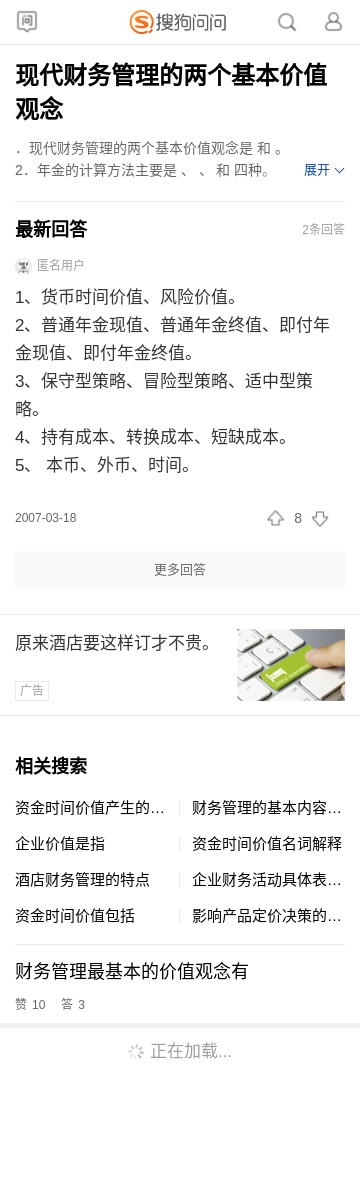 问
搜狗问问
现代财务管理的两个基本价值
观念
．现代财务管理的两个基本价值观念是 和 。
2．年金的计算方法主要是 、 、 和 四种。 展开
最新回答 2条回答
匿名用户
1、货币时间价值、风险价值。
2、普通年金现值、普通年金终值、即付年
金现值、即付年金终值。
3、保守型策略、冒险型策略、适中型策
略。
4、持有成本、转换成本、短缺成本。
5、 本币、外币、时间。
2007-03-18 8
更多回答
原来酒店要这样订才不贵。
广告
相关搜索
资金时间价值产生的... 财务管理的基本内容...
企业价值是指 资金时间价值名词解释
酒店财务管理的特点 企业财务活动具体表...
资金时间价值包括 影响产品定价决策的...
财务管理最基本的价值观念有
赞 10 答 3
正在加载...